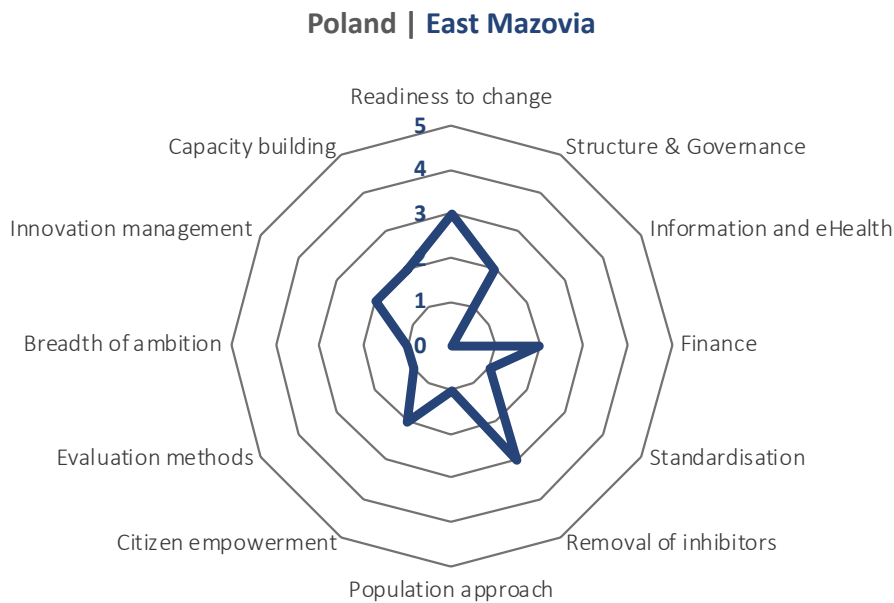 Poland | East Mazovia
Readiness to change
5
Capacity building
Structure & Governance
4
3
Innovation management
Information and eHealth
2
1
Breadth of ambition
0
Finance
Evaluation methods
Standardisation
Citizen empowerment
Removal of inhibitors
Population approach